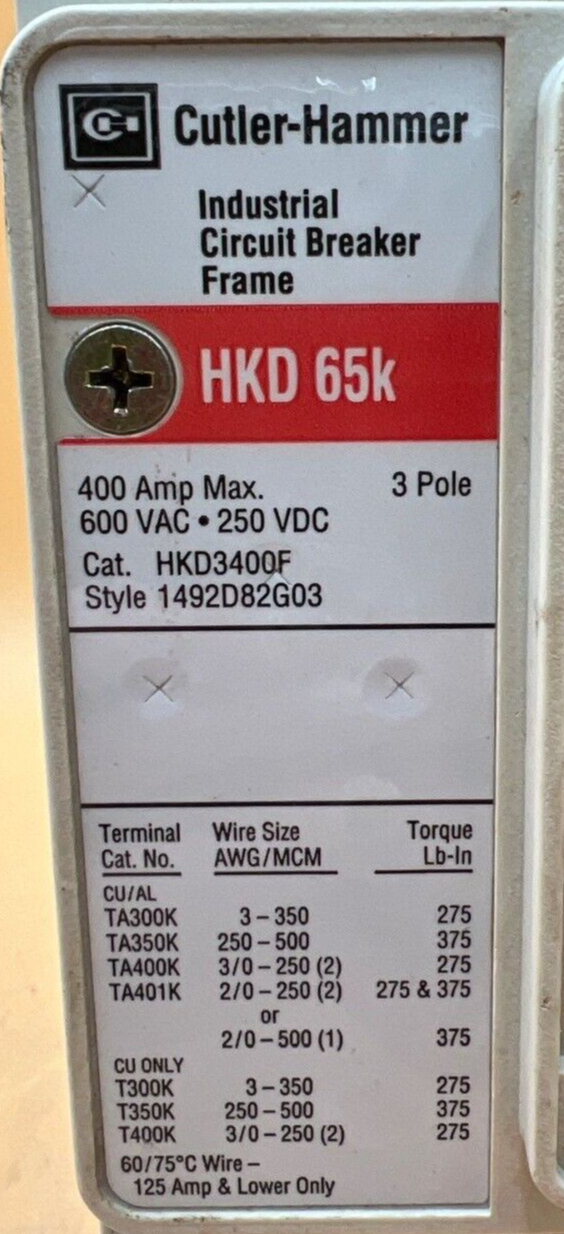 Cutler-Hammer
Industrial
Circuit Breaker
Frame
HKD 65k
400 Amp Max. 3 Pole
600 VAC • 250 VDC
Cat. HKD3400F
Style 1492D82G03
Terminal Wire Size Torque
Cat. No. AWG/MCM Lb-In
CU/AL
TA300K 3 – 350 275
TA350K 250 – 500 375
TA400K 3/0 – 250 (2) 275
TA401K 2/0 – 250 (2) 275 & 375
or
2/0 – 500 (1) 375
CU ONLY
T300K 3 – 350 275
T350K 250 – 500 375
T400K 3/0 – 250 (2) 275
60/75°C Wire –
125 Amp & Lower Only